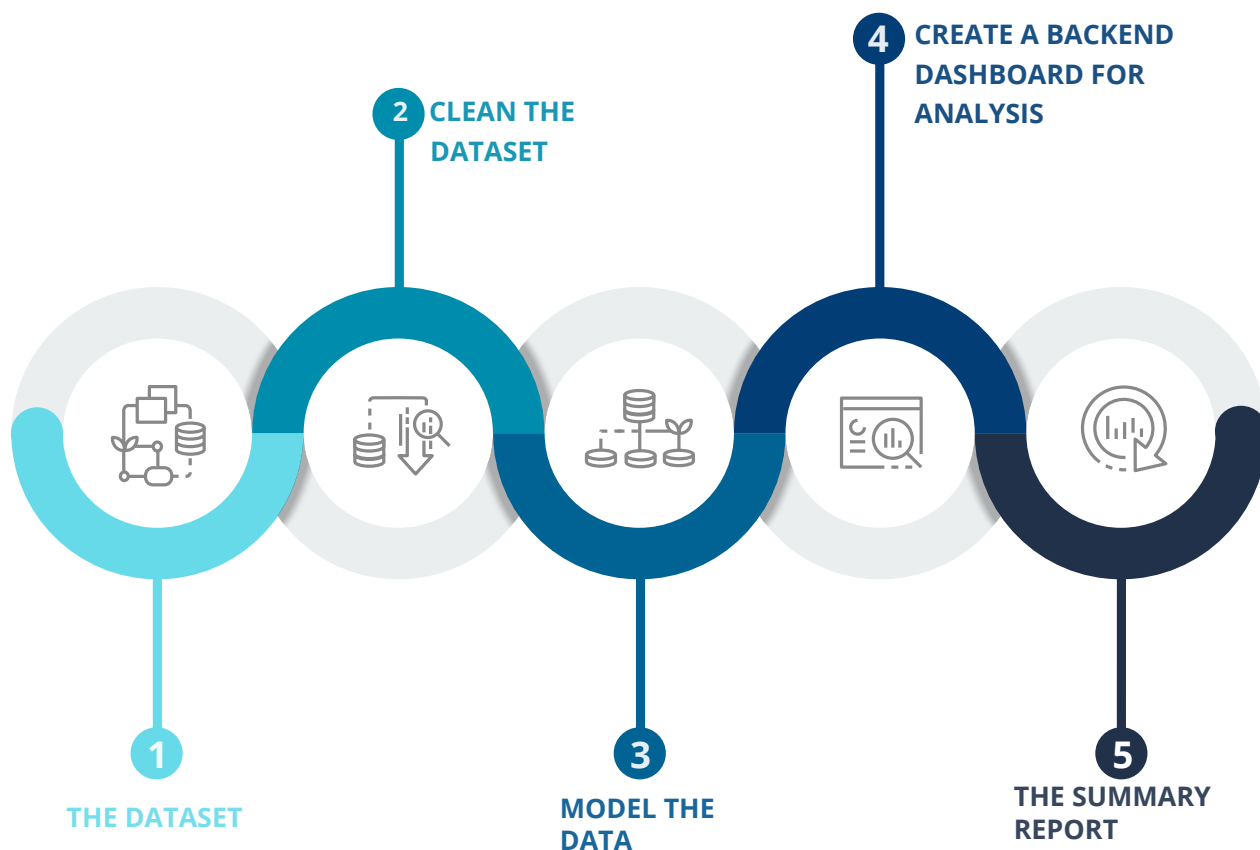 1
THE DATASET
2
CLEAN THE
DATASET
3
MODEL THE
DATA
4
CREATE A BACKEND
DASHBOARD FOR
ANALYSIS
5
THE SUMMARY
REPORT